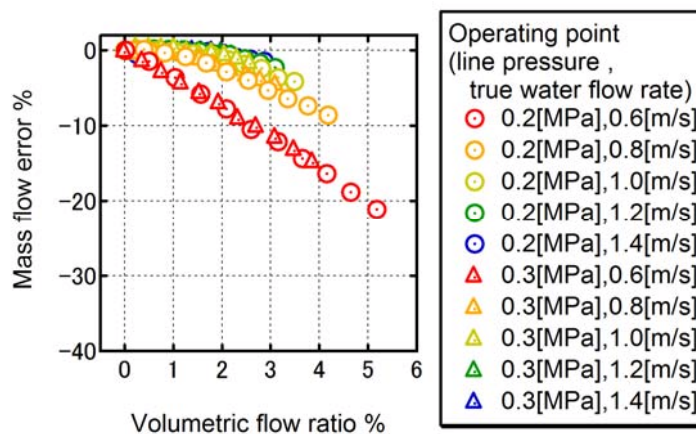 0
−10
−20
−30
−40
Mass flow error %
0 1 2 3 4 5 6
Volumetric flow ratio %
Operating point
(line pressure ,
true water flow rate)
0.2[MPa],0.6[m/s]
0.2[MPa],0.8[m/s]
0.2[MPa],1.0[m/s]
0.2[MPa],1.2[m/s]
0.2[MPa],1.4[m/s]
0.3[MPa],0.6[m/s]
0.3[MPa],0.8[m/s]
0.3[MPa],1.0[m/s]
0.3[MPa],1.2[m/s]
0.3[MPa],1.4[m/s]